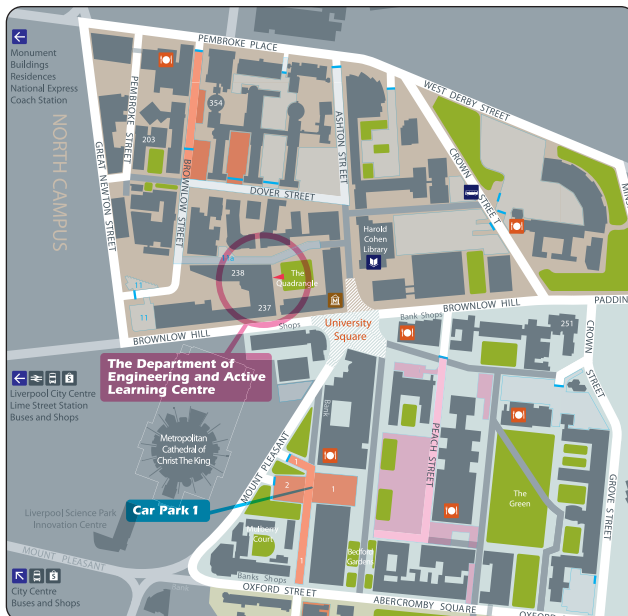 PEMBROKE PLACE
Monument
Buildings
Residences
National Express
Coach Station
NORTH CAMPUS
PEMBROKE STREET
354
203
ASHTON STREET
WEST DERBY STREET
GREAT NEWTON STREET
BROWNLOW STREET
DOVER STREET
CROWN STREET
Harold
Cohen
Library
238
The
Quadrangle
237
11
11
BROWNLOW HILL
Shops
University
Square
BROWNLOW HILL
Bank Shops
251
CROWN STREET
The Department of
Engineering and Active
Learning Centre
Liverpool City Centre
Lime Street Station
Buses and Shops
Metropolitan
Cathedral of
Christ The King
MOUNT PLEASANT
Bank
PEACH STREET
GROVE STREET
1
2
1
The
Green
Car Park 1
Liverpool Science Park
Innovation Centre
Mulberry
Court
1
Bedford
Gardens
MOUNT PLEASANT
City Centre
Buses and Shops
Bank
Banks Shops
OXFORD STREET
ABERCROMBY SQUARE